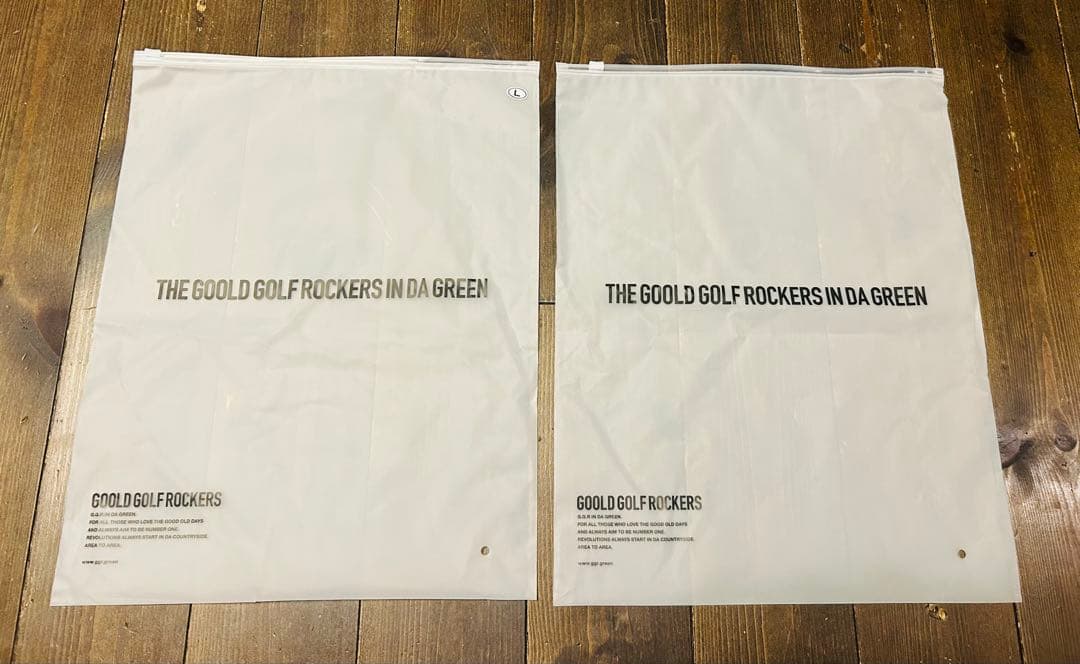 L
THE GOOLD GOLF ROCKERS IN DA GREEN
GOOLD GOLF ROCKERS
G.G.R IN DA GREEN.
FOR ALL THOSE WHO LOVE THE GOOD OLD DAYS
AND ALWAYS AIM TO BE NUMBER ONE.
REVOLUTIONS ALWAYS START IN DA COUNTRYSIDE.
AREA TO AREA.
www.ggr.green
THE GOOLD GOLF ROCKERS IN DA GREEN
GOOLD GOLF ROCKERS
G.G.R IN DA GREEN.
FOR ALL THOSE WHO LOVE THE GOOD OLD DAYS
AND ALWAYS AIM TO BE NUMBER ONE.
REVOLUTIONS ALWAYS START IN DA COUNTRYSIDE.
AREA TO AREA.
www.ggr.green